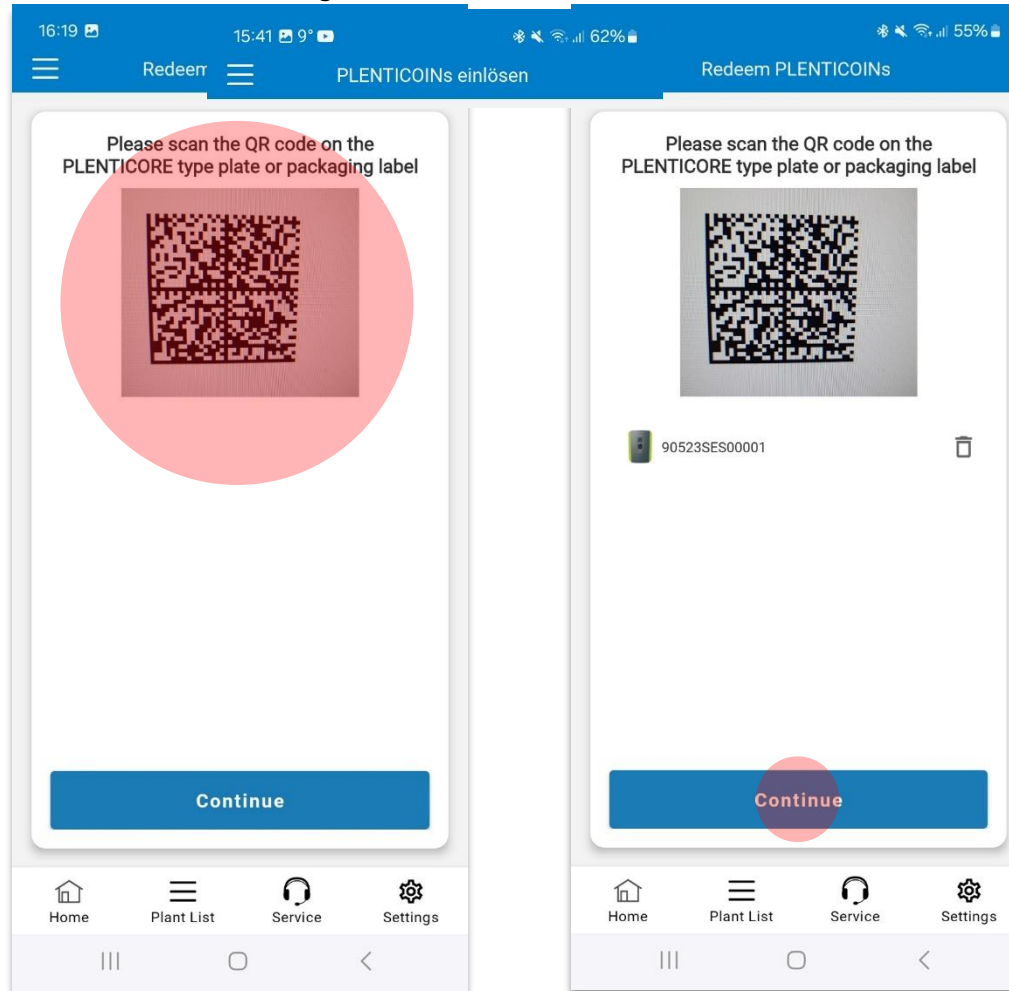 16:19
Redeem
15:41 9°
62%
PLENTICOINs einlösen
55%
Redeem PLENTICOINs
Please scan the QR code on the
PLENTICORE type plate or packaging label
Continue
Home Plant List Service Settings
Please scan the QR code on the
PLENTICORE type plate or packaging label
90523SES00001
Continue
Home Plant List Service Settings